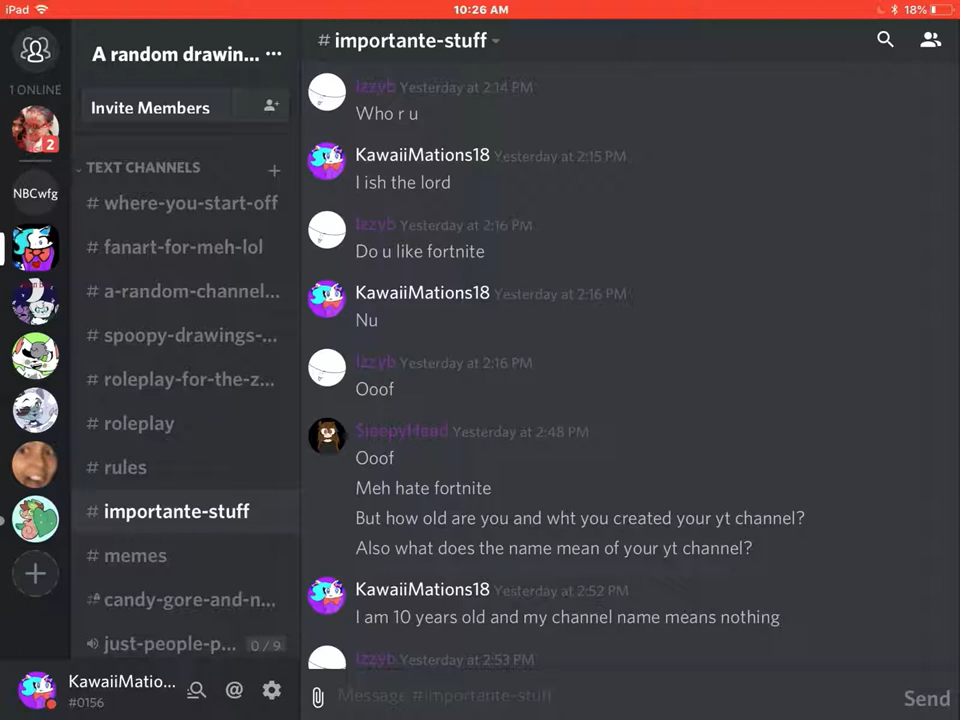 iPad 10:26 AM 18%
1 ONLINE
2
NBCwfg
A random drawin... ...
Invite Members
TEXT CHANNELS +
# where-you-start-off
# fanart-for-meh-lol
# a-random-channel...
# spoopy-drawings-...
# roleplay-for-the-z...
# roleplay
# rules
# importante-stuff
# memes
# candy-gore-and-n...
just-people-p... 0 / 9
KawaiiMatio...
#0156
@
# importante-stuff
Izzyb Yesterday at 2:14 PM
Who r u
KawaiiMations18 Yesterday at 2:15 PM
I ish the lord
Izzyb Yesterday at 2:16 PM
Do u like fortnite
KawaiiMations18 Yesterday at 2:16 PM
Nu
Izzyb Yesterday at 2:16 PM
Ooof
Yesterday at 2:48 PM
Ooof
Meh hate fortnite
But how old are you and wht you created your yt channel?
Also what does the name mean of your yt channel?
KawaiiMations18 Yesterday at 2:52 PM
I am 10 years old and my channel name means nothing
Izzyb Yesterday at 2:53 PM
Message #importante-stuff
Send